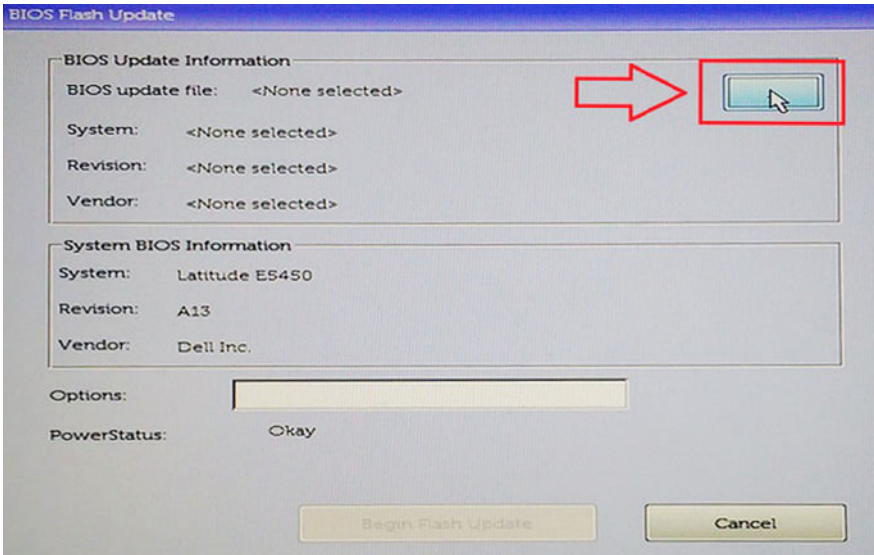 BIOS Flash Update
BIOS Update Information
BIOS update file: <None selected>
System: <None selected>
Revision: <None selected>
Vendor: <None selected>
System BIOS Information
System: Latitude E5450
Revision: A13
Vendor: Dell Inc.
Options:
PowerStatus: Okay
Begin Flash Update Cancel